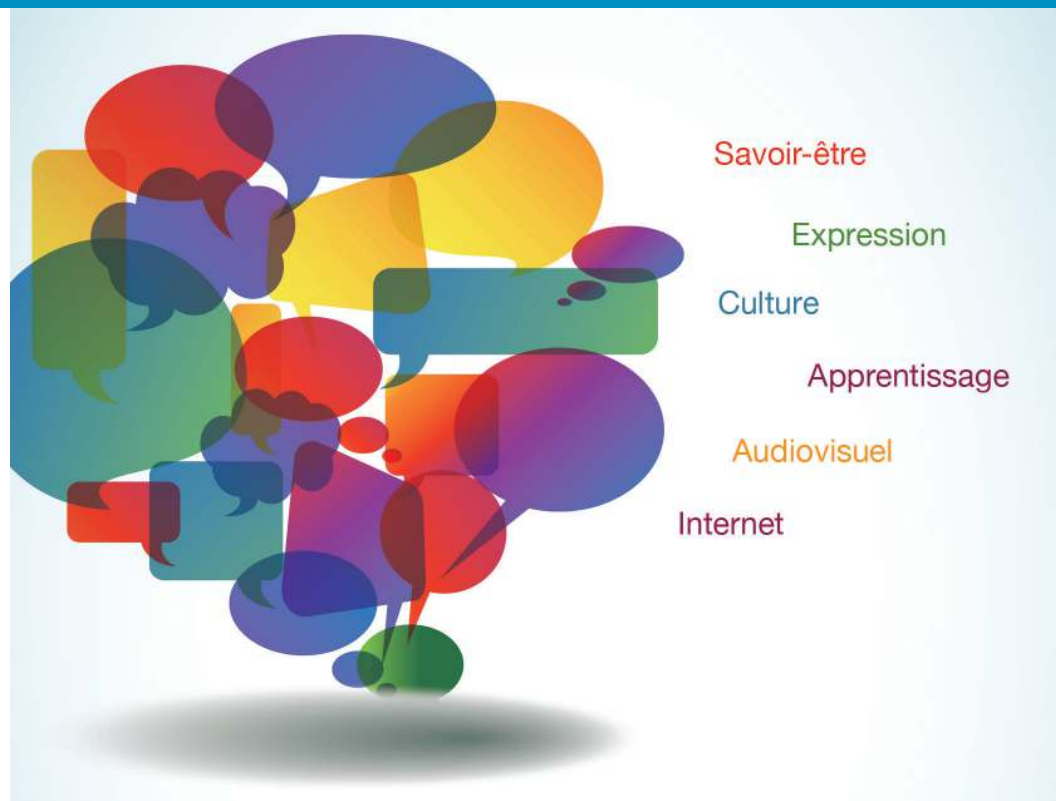 Savoir-être
Expression
Culture
Apprentissage
Audiovisuel
Internet